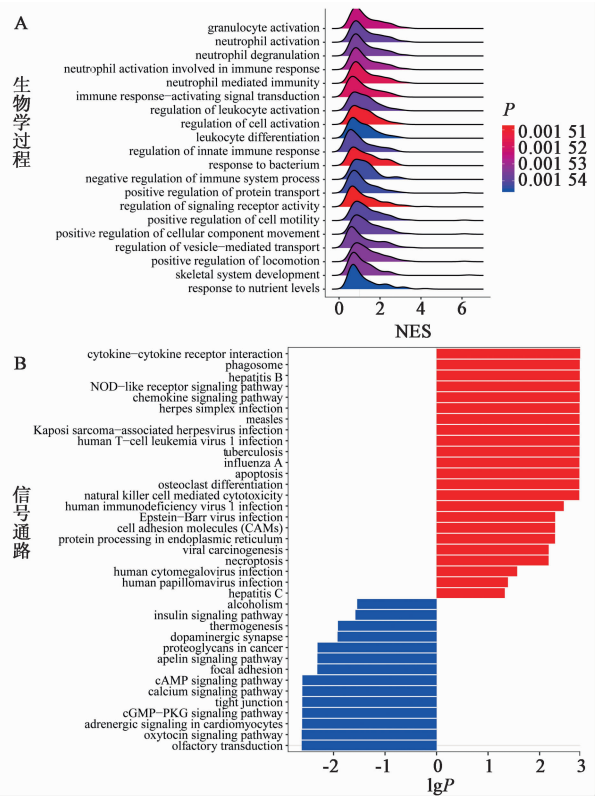 A
生物学过程
granulocyte activation
neutrophil activation
neutrophil degranulation
neutrophil activation involved in immune response
neutrophil mediated immunity
immune response−activating signal transduction
regulation of leukocyte activation
regulation of cell activation
leukocyte differentiation
regulation of innate immune response
response to bacterium
negative regulation of immune system process
positive regulation of protein transport
regulation of signaling receptor activity
positive regulation of cell motility
positive regulation of cellular component movement
regulation of vesicle−mediated transport
positive regulation of locomotion
skeletal system development
response to nutrient levels
0 2 4 6
NES
P
0.001 51
0.001 52
0.001 53
0.001 54
B
信号通路
cytokine−cytokine receptor interaction
phagosome
hepatitis B
NOD−like receptor signaling pathway
chemokine signaling pathway
herpes simplex infection
measles
Kaposi sarcoma−associated herpesvirus infection
human T−cell leukemia virus 1 infection
tuberculosis
influenza A
apoptosis
osteoclast differentiation
natural killer cell mediated cytotoxicity
human immunodeficiency virus 1 infection
Epstein−Barr virus infection
cell adhesion molecules (CAMs)
protein processing in endoplasmic reticulum
viral carcinogenesis
necroptosis
human cytomegalovirus infection
human papillomavirus infection
hepatitis C
alcoholism
insulin signaling pathway
thermogenesis
dopaminergic synapse
proteoglycans in cancer
apelin signaling pathway
focal adhesion
cAMP signaling pathway
calcium signaling pathway
tight junction
cGMP−PKG signaling pathway
adrenergic signaling in cardiomyocytes
oxytocin signaling pathway
olfactory transduction
-2 -1 0 1 2 3
lgP